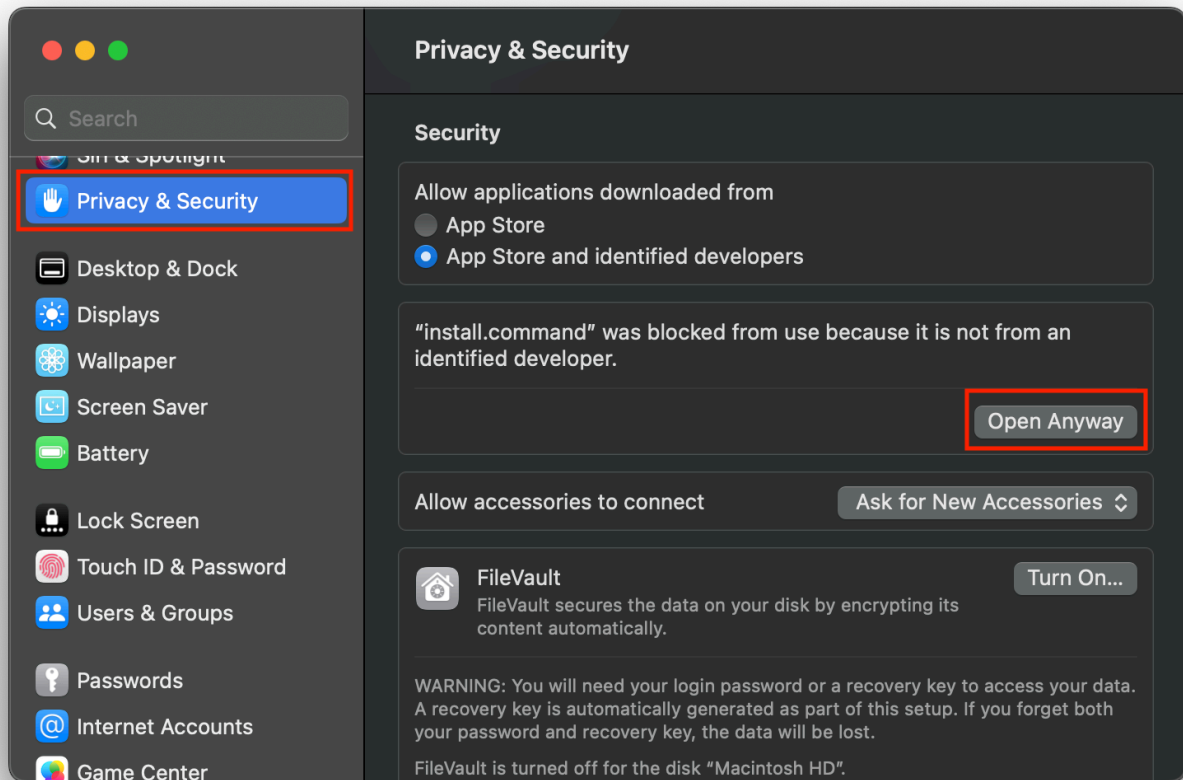 Search
Siri & Spotlight
Privacy & Security
Desktop & Dock
Displays
Wallpaper
Screen Saver
Battery
Lock Screen
Touch ID & Password
Users & Groups
Passwords
Internet Accounts
Game Center
Privacy & Security
Security
Allow applications downloaded from
App Store
App Store and identified developers
“install.command” was blocked from use because it is not from an
identified developer.
Open Anyway
Allow accessories to connect
Ask for New Accessories
FileVault
Turn On...
FileVault secures the data on your disk by encrypting its
content automatically.
WARNING: You will need your login password or a recovery key to access your data.
A recovery key is automatically generated as part of this setup. If you forget both
your password and recovery key, the data will be lost.
FileVault is turned off for the disk “Macintosh HD”.